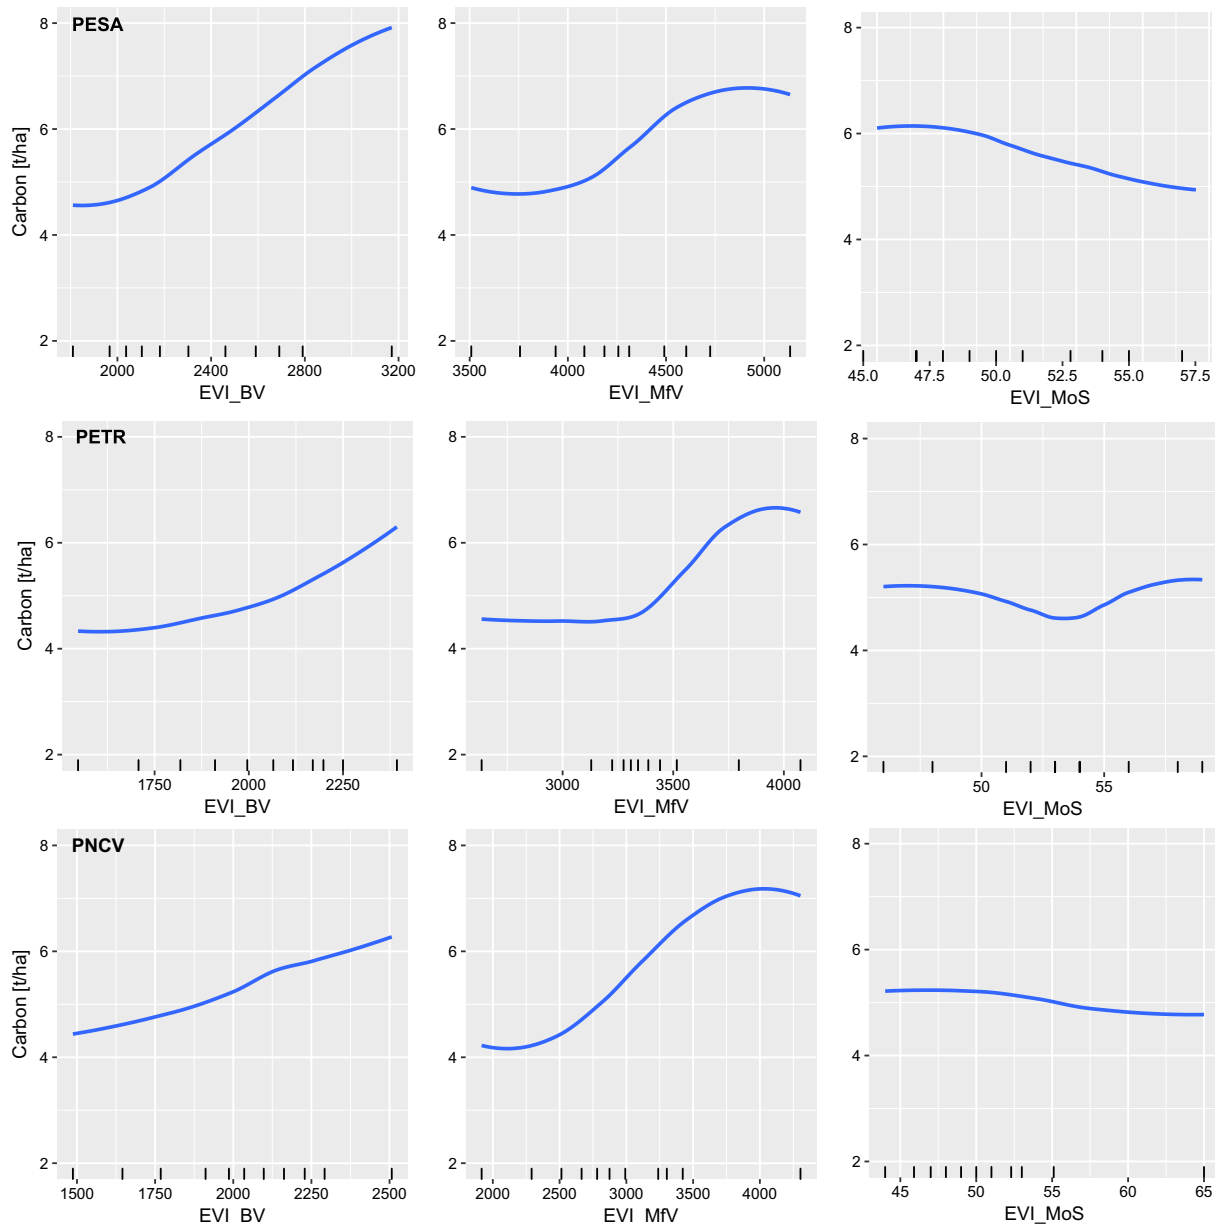 PESA
Carbon [t/ha]
8
6
4
2
2000 2400 2800 3200
EVI_BV
8
6
4
2
3500 4000 4500 5000
EVI_MfV
8
6
4
2
45.0 47.5 50.0 52.5 55.0 57.5
EVI_MoS
PETR
Carbon [t/ha]
8
6
4
2
1750 2000 2250
EVI_BV
8
6
4
2
3000 3500 4000
EVI_MfV
8
6
4
2
50 55
EVI_MoS
PNCV
Carbon [t/ha]
8
6
4
2
1500 1750 2000 2250 2500
EVI_BV
8
6
4
2
2000 2500 3000 3500 4000
EVI_MfV
8
6
4
2
45 50 55 60 65
EVI_MoS